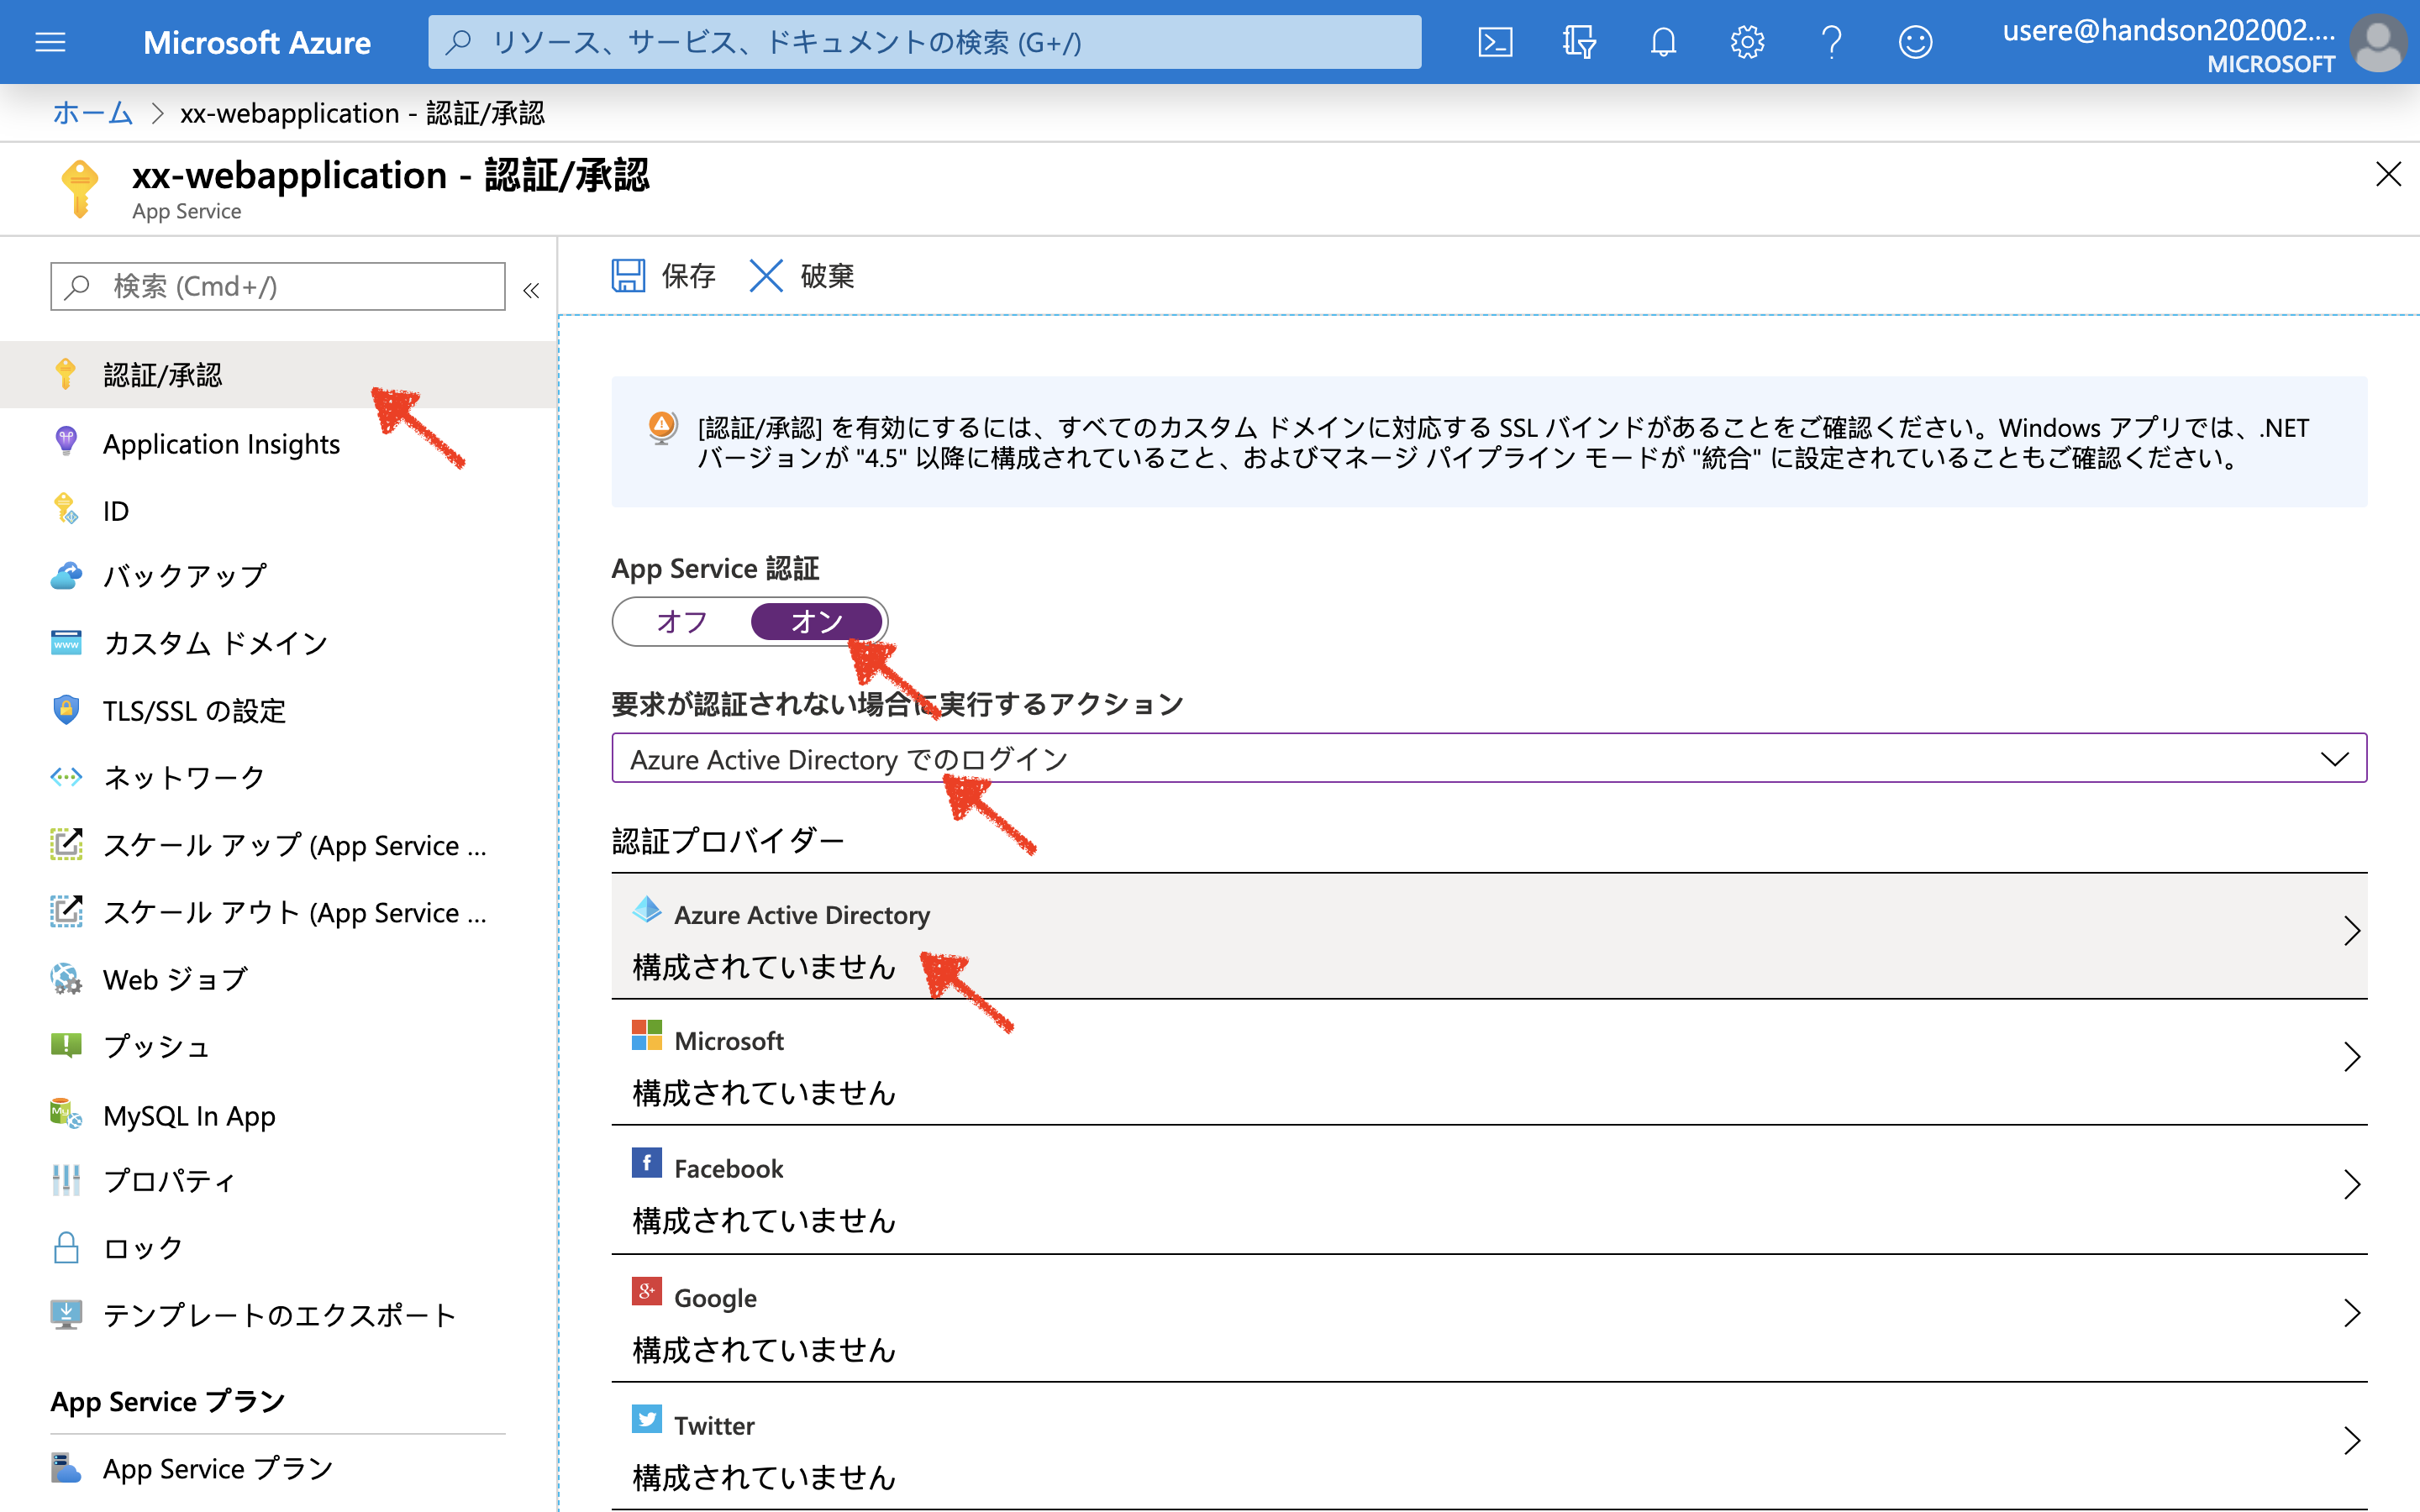 Microsoft Azure
リソース、サービス、ドキュメントの検索 (G+/)
usere@handson202002....
MICROSOFT
ホーム > xx-webapplication - 認証/承認
xx-webapplication - 認証/承認
App Service
検索 (Cmd+/)
«
認証/承認
Application Insights
ID
バックアップ
カスタム ドメイン
TLS/SSL の設定
ネットワーク
スケール アップ (App Service ...
スケール アウト (App Service ...
Web ジョブ
プッシュ
MySQL In App
プロパティ
ロック
テンプレートのエクスポート
App Service プラン
App Service プラン
保存
破棄
[認証/承認] を有効にするには、すべてのカスタム ドメインに対応する SSL バインドがあることをご確認ください。Windows アプリでは、.NET
バージョンが "4.5" 以降に構成されていること、およびマネージ パイプライン モードが "統合" に設定されていることもご確認ください。
App Service 認証
オフ オン
要求が認証されない場合に実行するアクション
Azure Active Directory でのログイン
認証プロバイダー
Azure Active Directory
構成されていません
Microsoft
構成されていません
Facebook
構成されていません
Google
構成されていません
Twitter
構成されていません